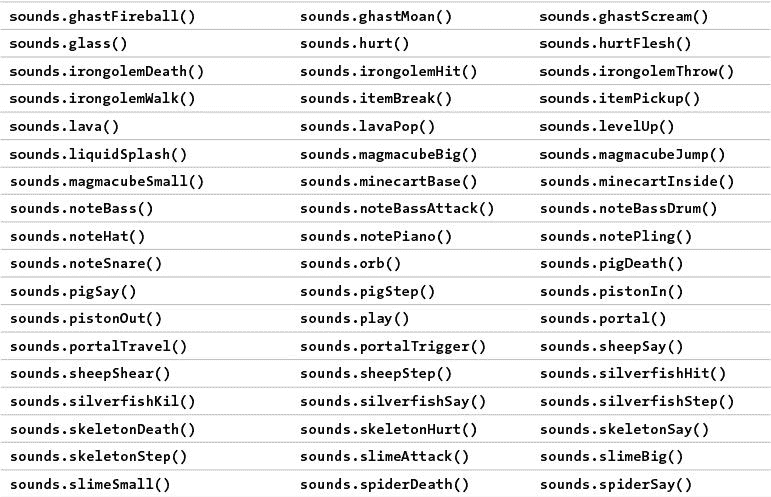 sounds.ghastFireball() sounds.ghastMoan() sounds.ghastScream()
sounds.glass() sounds.hurt() sounds.hurtFlesh()
sounds.irongolemDeath() sounds.irongolemHit() sounds.irongolemThrow()
sounds.irongolemWalk() sounds.itemBreak() sounds.itemPickup()
sounds.lava() sounds.lavaPop() sounds.levelUp()
sounds.liquidSplash() sounds.magmacubeBig() sounds.magmacubeJump()
sounds.magmacubeSmall() sounds.minecartBase() sounds.minecartInside()
sounds.noteBass() sounds.noteBassAttack() sounds.noteBassDrum()
sounds.noteHat() sounds.notePiano() sounds.notePling()
sounds.noteSnare() sounds.orb() sounds.pigDeath()
sounds.pigSay() sounds.pigStep() sounds.pistonIn()
sounds.pistonOut() sounds.play() sounds.portal()
sounds.portalTravel() sounds.portalTrigger() sounds.sheepSay()
sounds.sheepShear() sounds.sheepStep() sounds.silverfishHit()
sounds.silverfishKil() sounds.silverfishSay() sounds.silverfishStep()
sounds.skeletonDeath() sounds.skeletonHurt() sounds.skeletonSay()
sounds.skeletonStep() sounds.slimeAttack() sounds.slimeBig()
sounds.slimeSmall() sounds.spiderDeath() sounds.spiderSay()